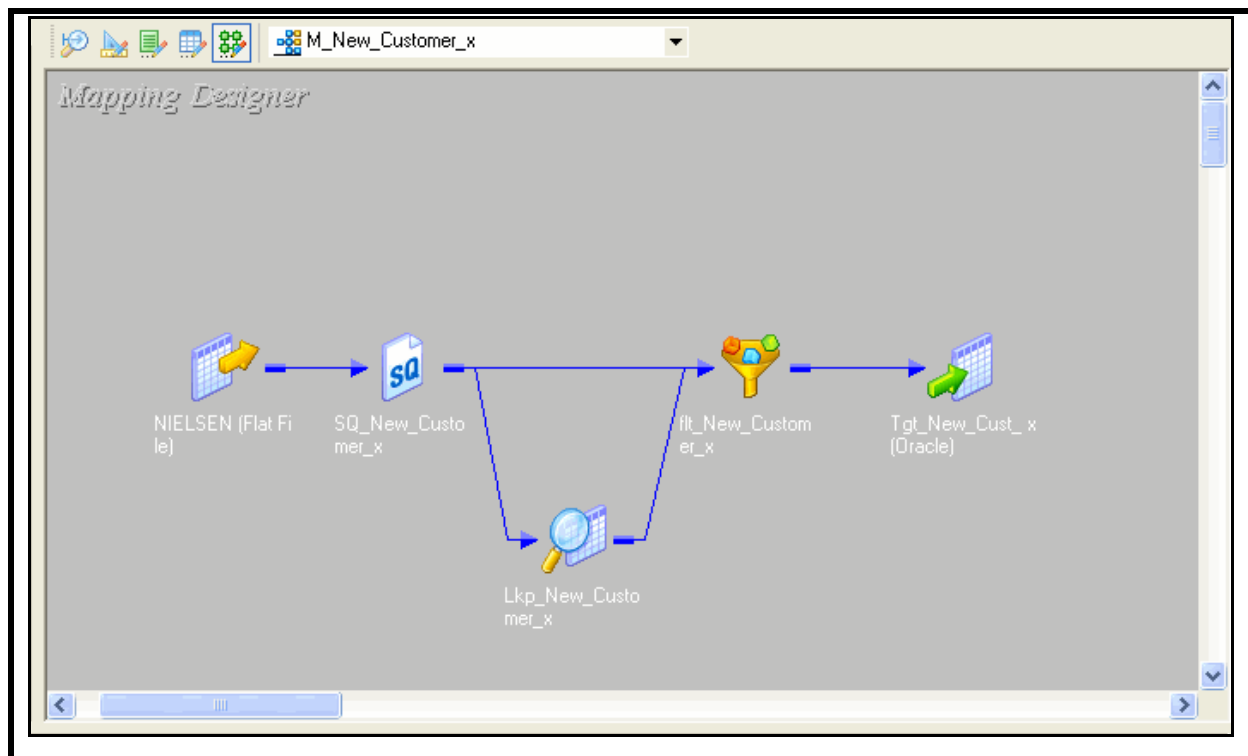 M_New_Customer_x
Mapping Designer
NIELSEN (Flat Fi
le)
SQ_New_Custo
mer_x
flt_New_Custom
er_x
Tgt_New_Cust_ x
(Oracle)
Lkp_New_Custo
mer_x